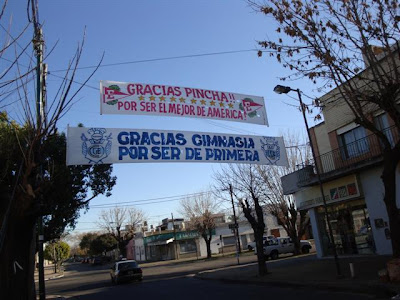 GRACIAS PINCHA!!
POR SER EL MEJOR DE AMERICA!
GRACIAS GIMNASIA
POR SER DE PRIMERA